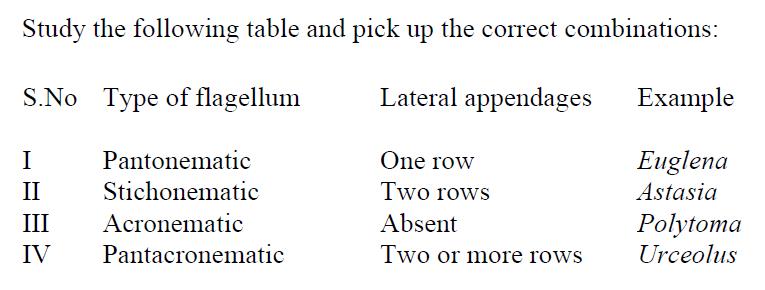 Study the following table and pick up the correct combinations:
S.No Type of flagellum Lateral appendages Example
I Pantonematic One row Euglena
II Stichonematic Two rows Astasia
III Acronematic Absent Polytoma
IV Pantacronematic Two or more rows Urceolus